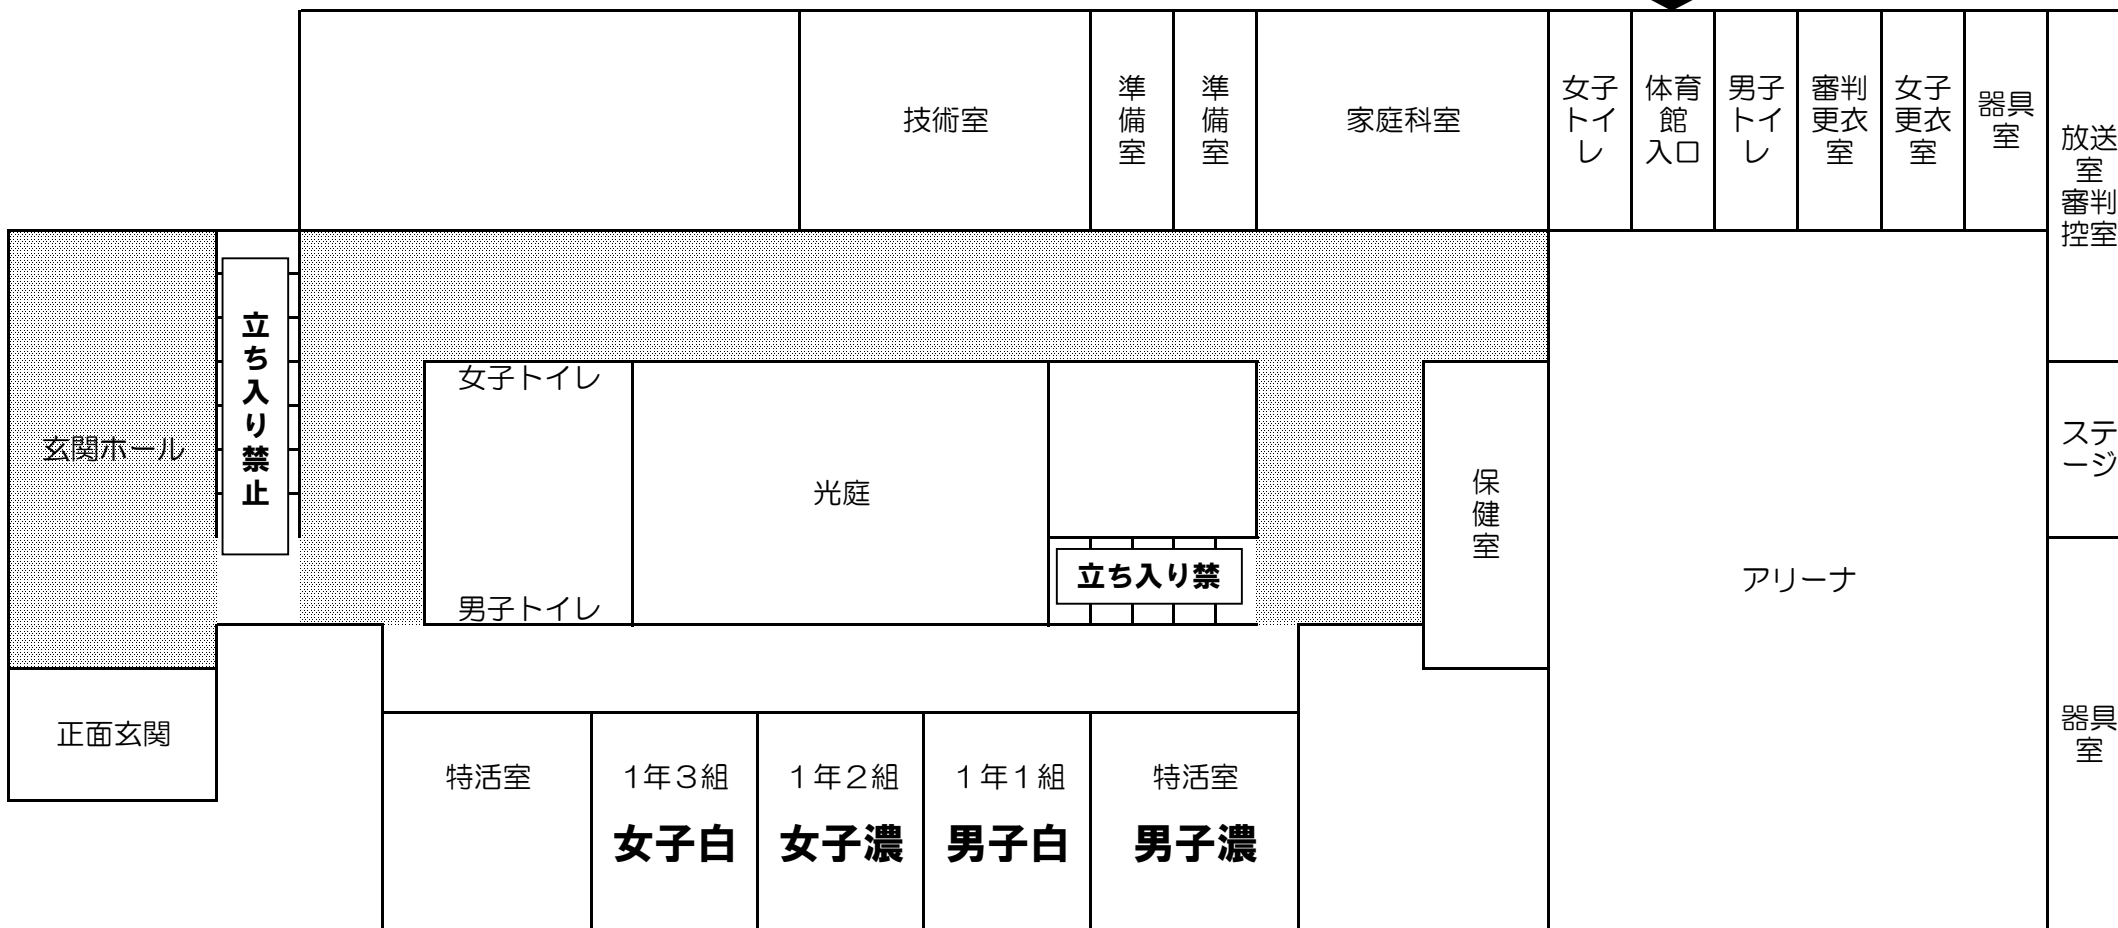 技術室
準備室
準備室
家庭科室
女子
トイ
レ
体育
館
入口
男子
トイ
レ
審判
更衣
室
女子
更衣
室
器具
室
放送
室
審判
控室
立ち入り禁止
女子トイレ
玄関ホール
光庭
保健室
ステ
ージ
立ち入り禁
アリーナ
男子トイレ
正面玄関
器具
室
特活室
1年3組
1年2組
1年1組
特活室
女子白
女子濃
男子白
男子濃